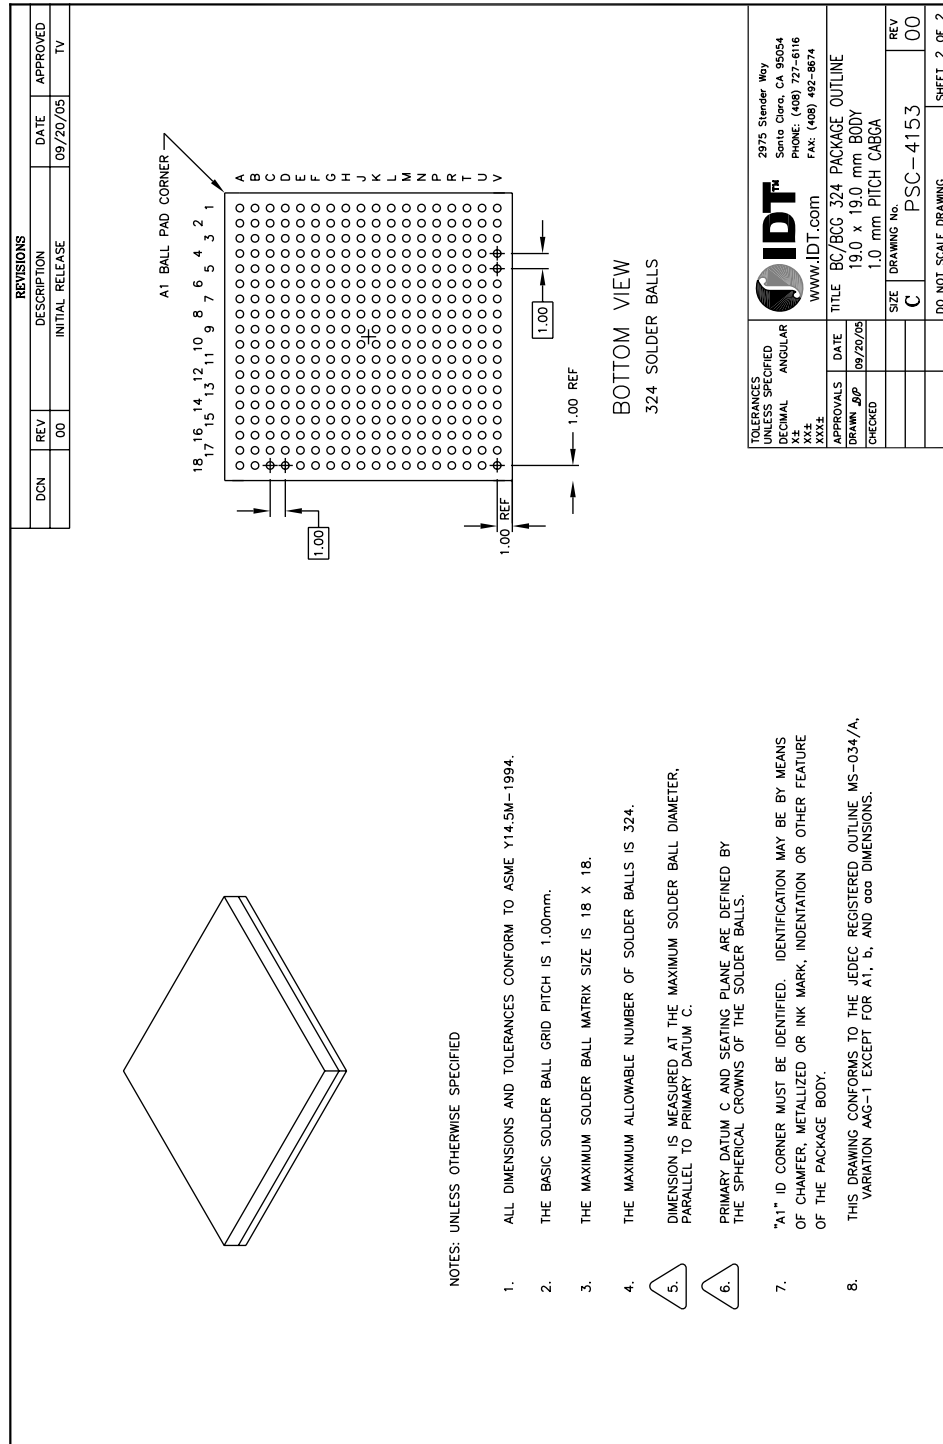 REVISIONS
DCN REV DESCRIPTION DATE APPROVED
00 INITIAL RELEASE 09/20/05 TV
A1 BALL PAD CORNER
18 17 16 15 14 13 12 11 10 9 8 7 6 5 4 3 2 1
A
B
C
D
E
F
G
H
J
K
L
M
N
P
R
T
U
V
1.00
1.00
1.00 REF
1.00 REF
BOTTOM VIEW
324 SOLDER BALLS
NOTES: UNLESS OTHERWISE SPECIFIED
1. ALL DIMENSIONS AND TOLERANCES CONFORM TO ASME Y14.5M-1994.
2. THE BASIC SOLDER BALL GRID PITCH IS 1.00mm.
3. THE MAXIMUM SOLDER BALL MATRIX SIZE IS 18 X 18.
4. THE MAXIMUM ALLOWABLE NUMBER OF SOLDER BALLS IS 324.
5. DIMENSION IS MEASURED AT THE MAXIMUM SOLDER BALL DIAMETER,
PARALLEL TO PRIMARY DATUM C.
6. PRIMARY DATUM C AND SEATING PLANE ARE DEFINED BY
THE SPHERICAL CROWNS OF THE SOLDER BALLS.
7. "A1" ID CORNER MUST BE IDENTIFIED. IDENTIFICATION MAY BE BY MEANS
OF CHAMFER, METALLIZED OR INK MARK, INDENTATION OR OTHER FEATURE
OF THE PACKAGE BODY.
8. THIS DRAWING CONFORMS TO THE JEDEC REGISTERED OUTLINE MS-034/A,
VARIATION AAG-1 EXCEPT FOR A1, b, AND aaa DIMENSIONS.
TOLERANCES
UNLESS SPECIFIED
DECIMAL ANGULAR
X±
XX±
XXX±
APPROVALS DATE
DRAWN 09/20/05
CHECKED
IDT™
www.IDT.com
2975 Stender Way
Santa Clara, CA 95054
PHONE: (408) 727-6116
FAX: (408) 492-8674
TITLE BC/BCG 324 PACKAGE OUTLINE
19.0 x 19.0 mm BODY
1.0 mm PITCH CABGA
SIZE DRAWING No. REV
C PSC-4153 00
DO NOT SCALE DRAWING SHEET 2 OF 2